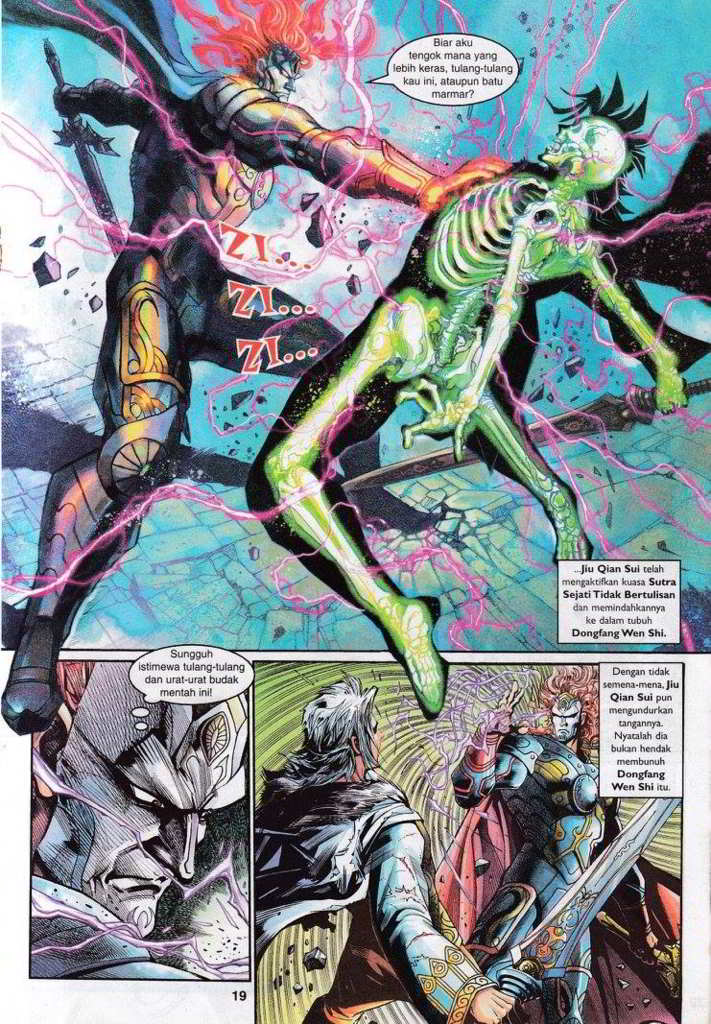 Biar aku
tengok mana yang
lebih keras, tulang-tulang
kau ini, ataupun batu
marmar?
ZI...
ZI...
ZI...
...Jiu Qian Sui telah
mengaktifkan kuasa Sutra
Sejati Tidak Bertulisan
dan memindahkannya
ke dalam tubuh
Dongfang Wen Shi.
Sungguh
istimewa tulang-tulang
dan urat-urat budak
mentah ini!
Dengan tidak
semena-mena, Jiu
Qian Sui pun
mengundurkan
tangannya.
Nyatalah dia
bukan hendak
membunuh
Dongfang
Wen Shi itu.
19